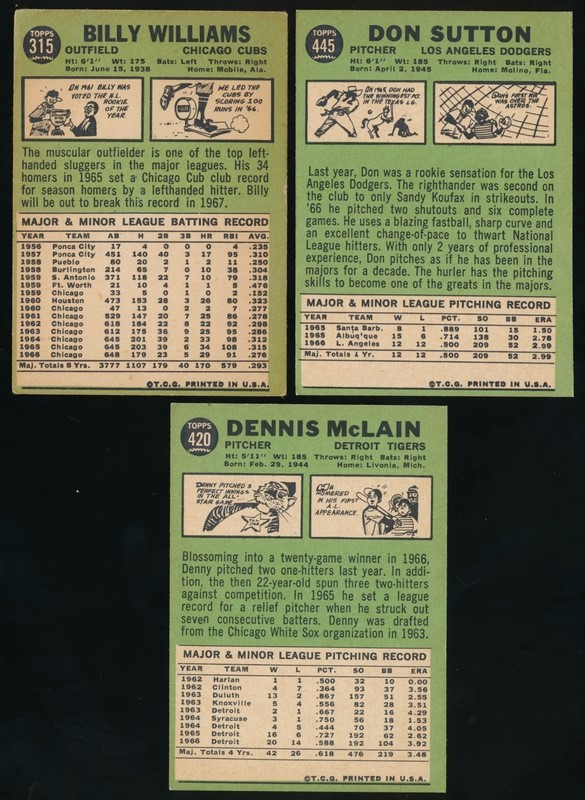 TOPPS
315
BILLY WILLIAMS
OUTFIELD CHICAGO CUBS
Ht: 6'1" Wt: 175 Bats: Left Throws: Right
Born: June 15, 1938 Home: Mobile, Ala.
IN 1961 BILLY WAS
VOTED THE N.L.
ROOKIE
OF THE
YEAR
WE LED THE
CUBS BY
SCORING 100
RUNS IN '66.
The muscular outfielder is one of the top left-
handed sluggers in the major leagues. His 34
homers in 1965 set a Chicago Cub club record
for season homers by a lefthanded hitter. Billy
will be out to break this record in 1967.
MAJOR & MINOR LEAGUE BATTING RECORD
YEAR TEAM AB H 2B 3B HR RBI AVG.
1956 Ponca City 17 4 0 0 0 4 .235
1957 Ponca City 451 140 40 3 17 95 .310
1958 Pueblo 80 20 2 1 2 11 .250
1958 Burlington 214 65 7 0 10 38 .304
1959 S. Antonio 371 118 22 7 10 79 .318
1959 Ft. Worth 21 10 4 1 1 5 .476
1959 Chicago 33 5 0 1 0 2 .152
1960 Houston 473 153 28 3 26 80 .323
1960 Chicago 47 13 0 2 2 7 .277
1961 Chicago 529 147 20 7 25 86 .278
1962 Chicago 618 184 22 8 22 92 .298
1963 Chicago 612 175 36 9 25 95 .286
1964 Chicago 645 201 39 2 33 98 .312
1965 Chicago 645 203 39 6 34 108 .315
1966 Chicago 648 179 23 5 29 91 .276
Maj. Totals 8 Yrs. 3777 1107 179 40 170 579 .293
©T.C.G. PRINTED IN U.S.A.
TOPPS
445
DON SUTTON
PITCHER LOS ANGELES DODGERS
Ht: 6'1" Wt: 185 Bats: Right Throws: Right
Born: April 2, 1945 Home: Molino, Fla.
IN 1965, DON HAD
THE WINNINGEST PCT
IN THE TEXAS LG.
DON'S FIRST WIN
WAS OVER THE
ASTROS.
Last year, Don was a rookie sensation for the Los
Angeles Dodgers. The righthander was second on
the club to only Sandy Koufax in strikeouts. In
'66 he pitched two shutouts and six complete
games. He uses a blazing fastball, sharp curve and
an excellent change-of-pace to thwart National
League hitters. With only 2 years of professional
experience, Don pitches as if he has been in the
majors for a decade. The hurler has the pitching
skills to become one of the greats in the majors.
MAJOR & MINOR LEAGUE PITCHING RECORD
YEAR TEAM W L PCT. SO BB ERA
1965 Santa Barb. 8 1 .889 101 15 1.50
1965 Albuq'que 15 6 .714 138 30 2.78
1966 L. Angeles 12 12 .500 209 52 2.99
Maj. Totals 1 Yr. 12 12 .500 209 52 2.99
©T.C.G. PRINTED IN U.S.A.
TOPPS
420
DENNIS McLAIN
PITCHER DETROIT TIGERS
Ht: 5'11" Wt: 185 Throws: Right Bats: Right
Born: Feb. 29, 1944 Home: Livonia, Mich.
DENNY PITCHED 3
PERFECT INNINGS
IN THE ALL-
STAR GAME
HE
HOMERED
IN HIS FIRST
A.L.
APPEARANCE.
Blossoming into a twenty-game winner in 1966,
Denny pitched two one-hitters last year. In addi-
tion, the then 22-year-old spun three two-hitters
against competition. In 1965 he set a league
record for a relief pitcher when he struck out
seven consecutive batters. Denny was drafted
from the Chicago White Sox organization in 1963.
MAJOR & MINOR LEAGUE PITCHING RECORD
YEAR TEAM W L PCT. SO BB ERA
1962 Harlan 1 1 .500 32 10 0.00
1962 Clinton 4 7 .364 93 37 3.56
1963 Duluth 13 2 .867 157 51 2.55
1963 Knoxville 5 4 .556 82 28 3.51
1963 Detroit 2 1 .667 22 16 4.29
1964 Syracuse 3 1 .750 56 18 1.53
1964 Detroit 4 5 .444 70 37 4.05
1965 Detroit 16 6 .727 192 62 2.62
1966 Detroit 20 14 .588 192 104 3.92
Maj. Totals 4 Yrs. 42 26 .618 476 219 3.48
©T.C.G. PRINTED IN U.S.A.